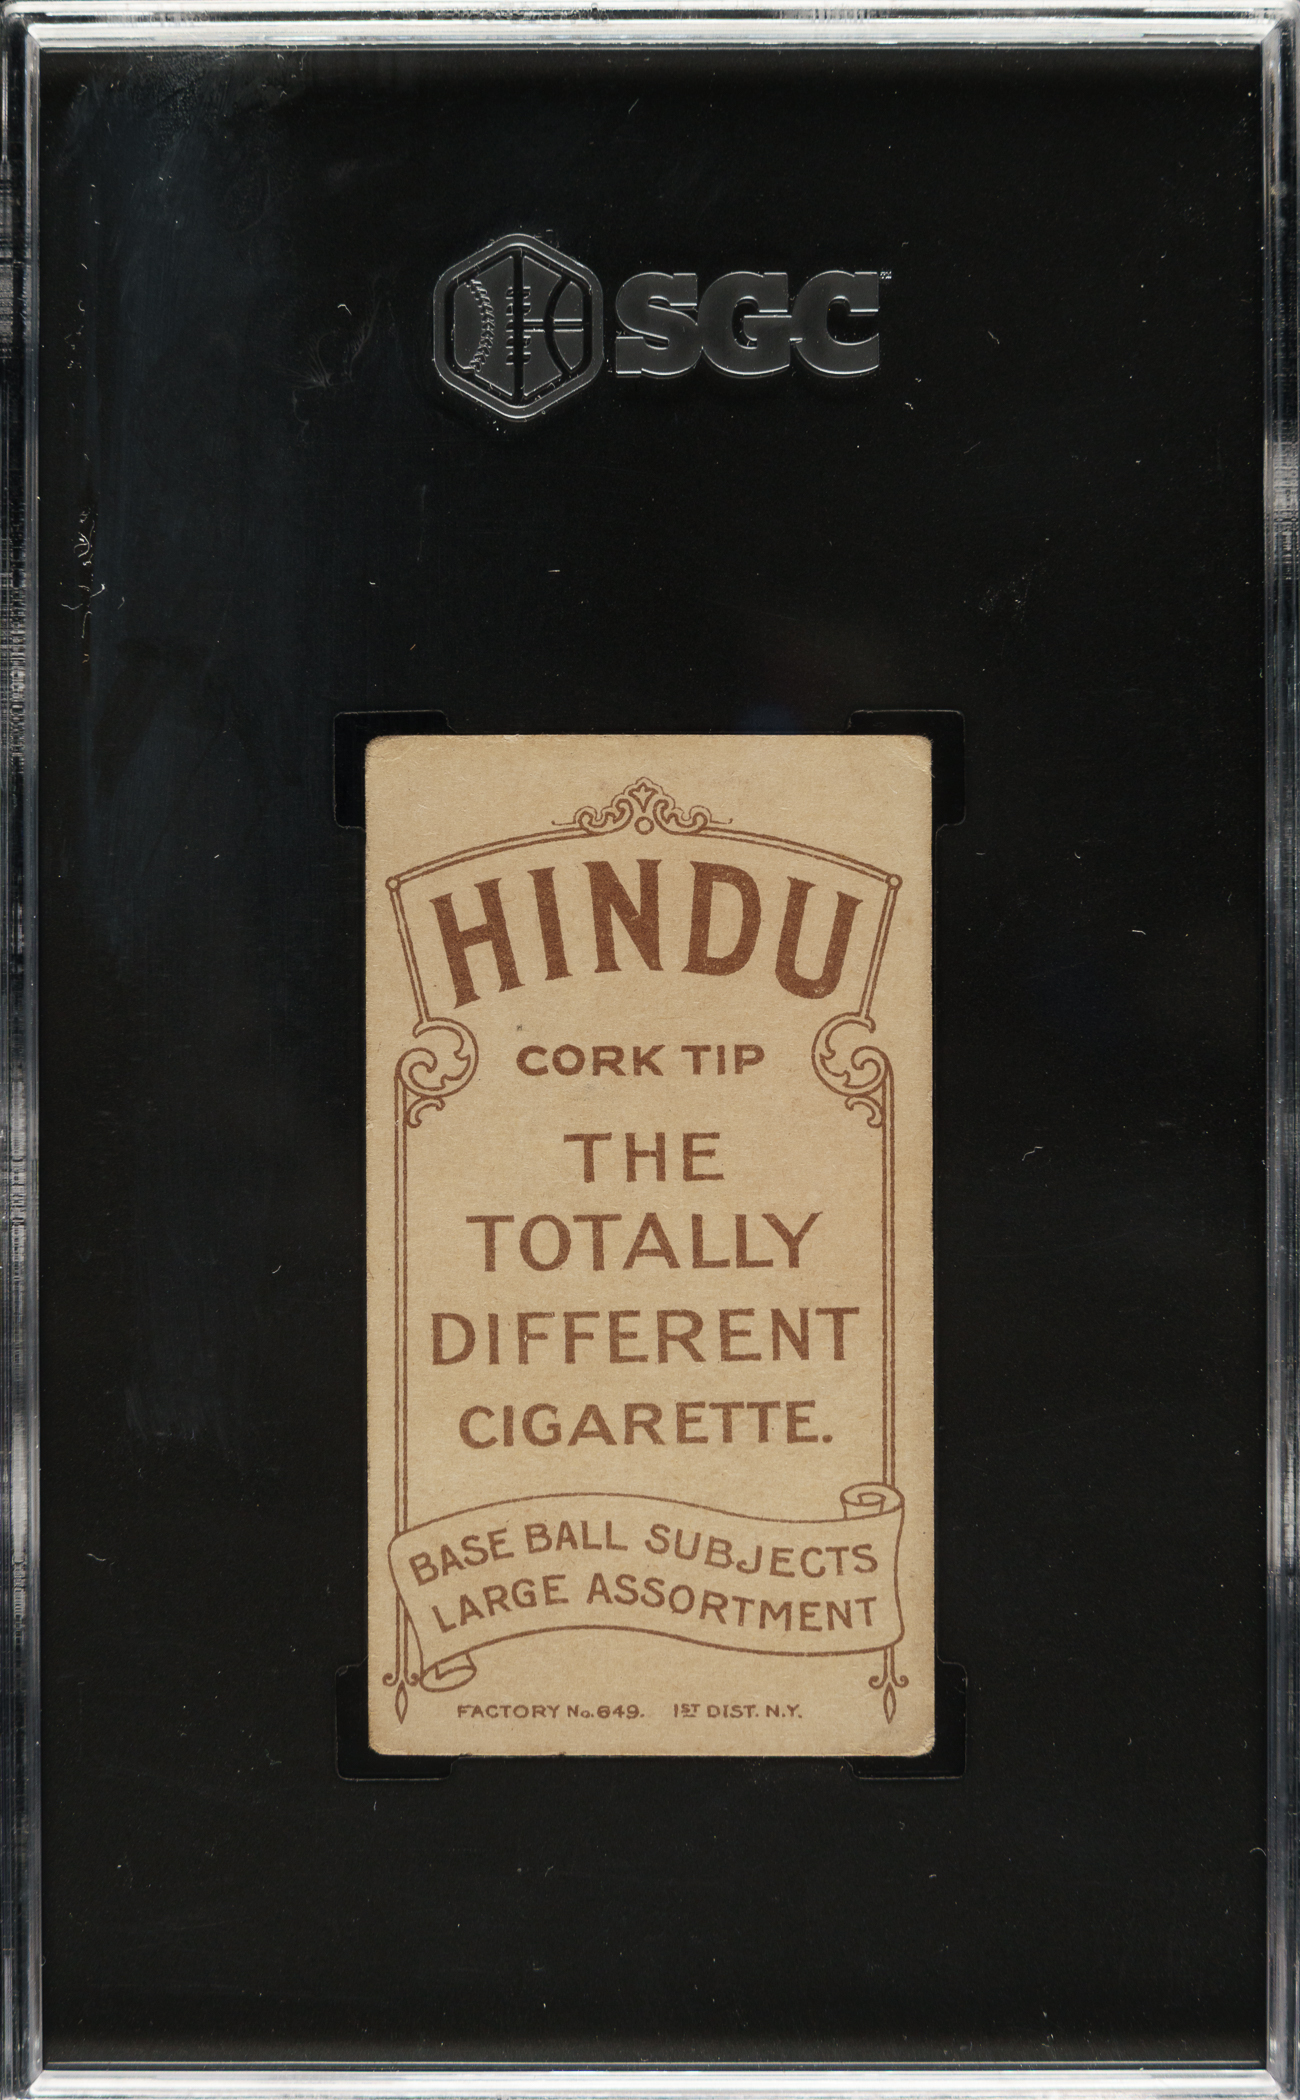 SGC
HINDU
CORK TIP
THE
TOTALLY
DIFFERENT
CIGARETTE.
BASE BALL SUBJECTS
LARGE ASSORTMENT
FACTORY No. 649. 1ST DIST. N.Y.